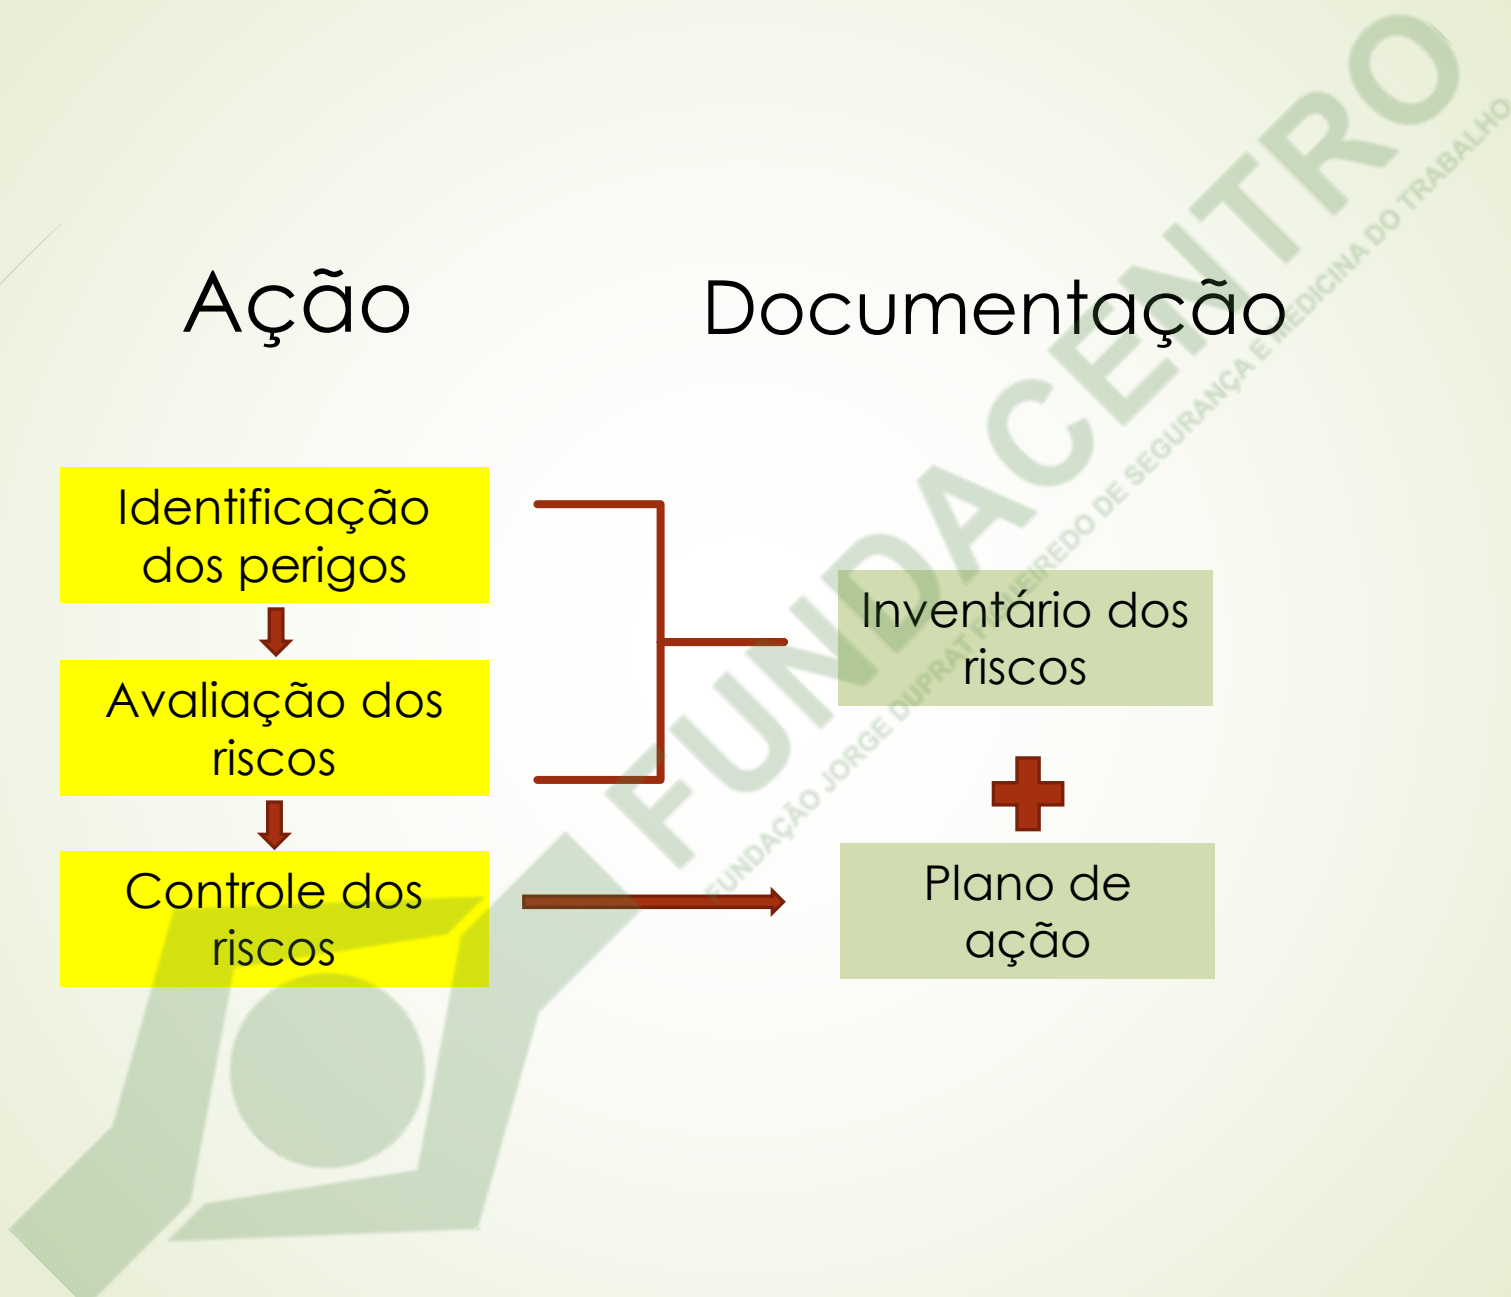 Ação
Documentação
Identificação
dos perigos
Avaliação dos
riscos
Controle dos
riscos
Inventário dos
riscos
Plano de
ação
FUNDACENTRO
FUNDAÇÃO JORGE DUPRAT FIGUEIREDO DE SEGURANÇA E MEDICINA DO TRABALHO